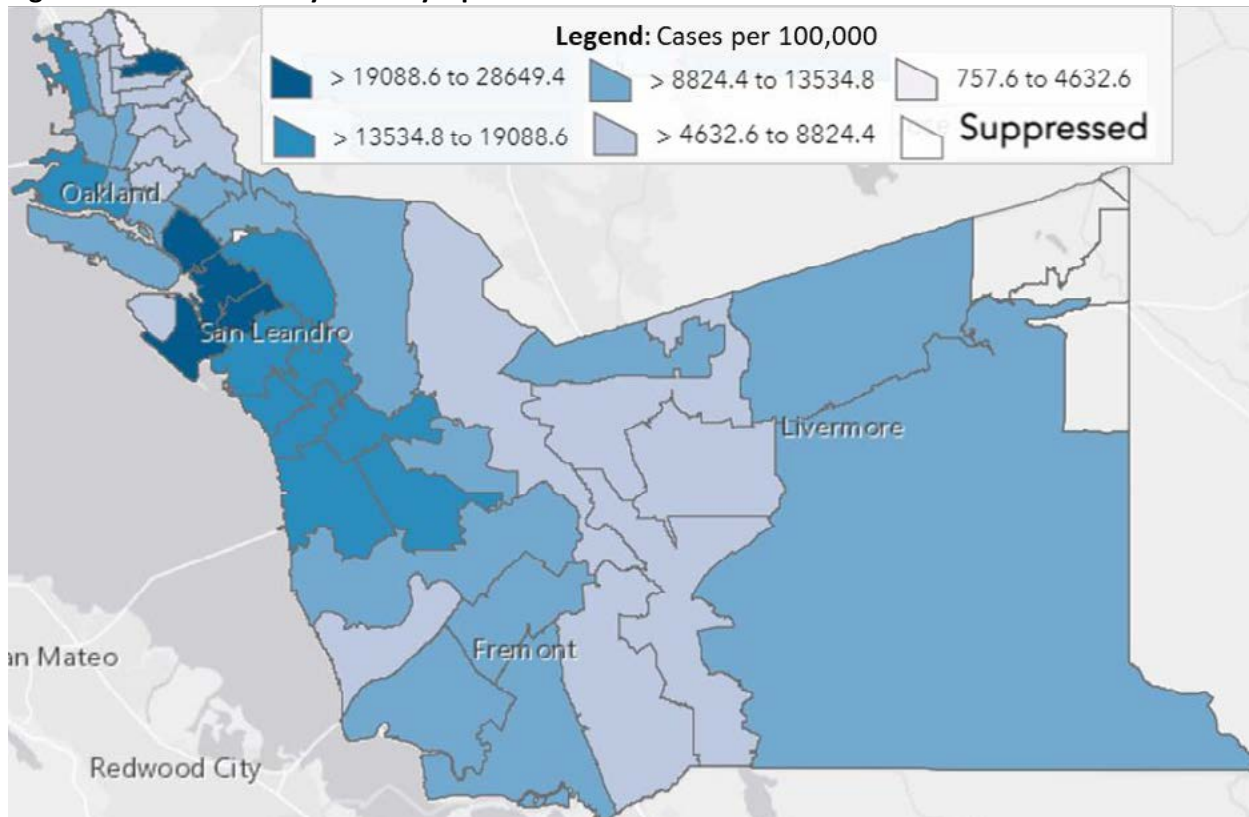 Legend: Cases per 100,000
> 19088.6 to 28649.4
> 8824.4 to 13534.8
757.6 to 4632.6
> 13534.8 to 19088.6
> 4632.6 to 8824.4
Suppressed
Oakland
San Leandro
Livermore
Fremont
an Mateo
Redwood City